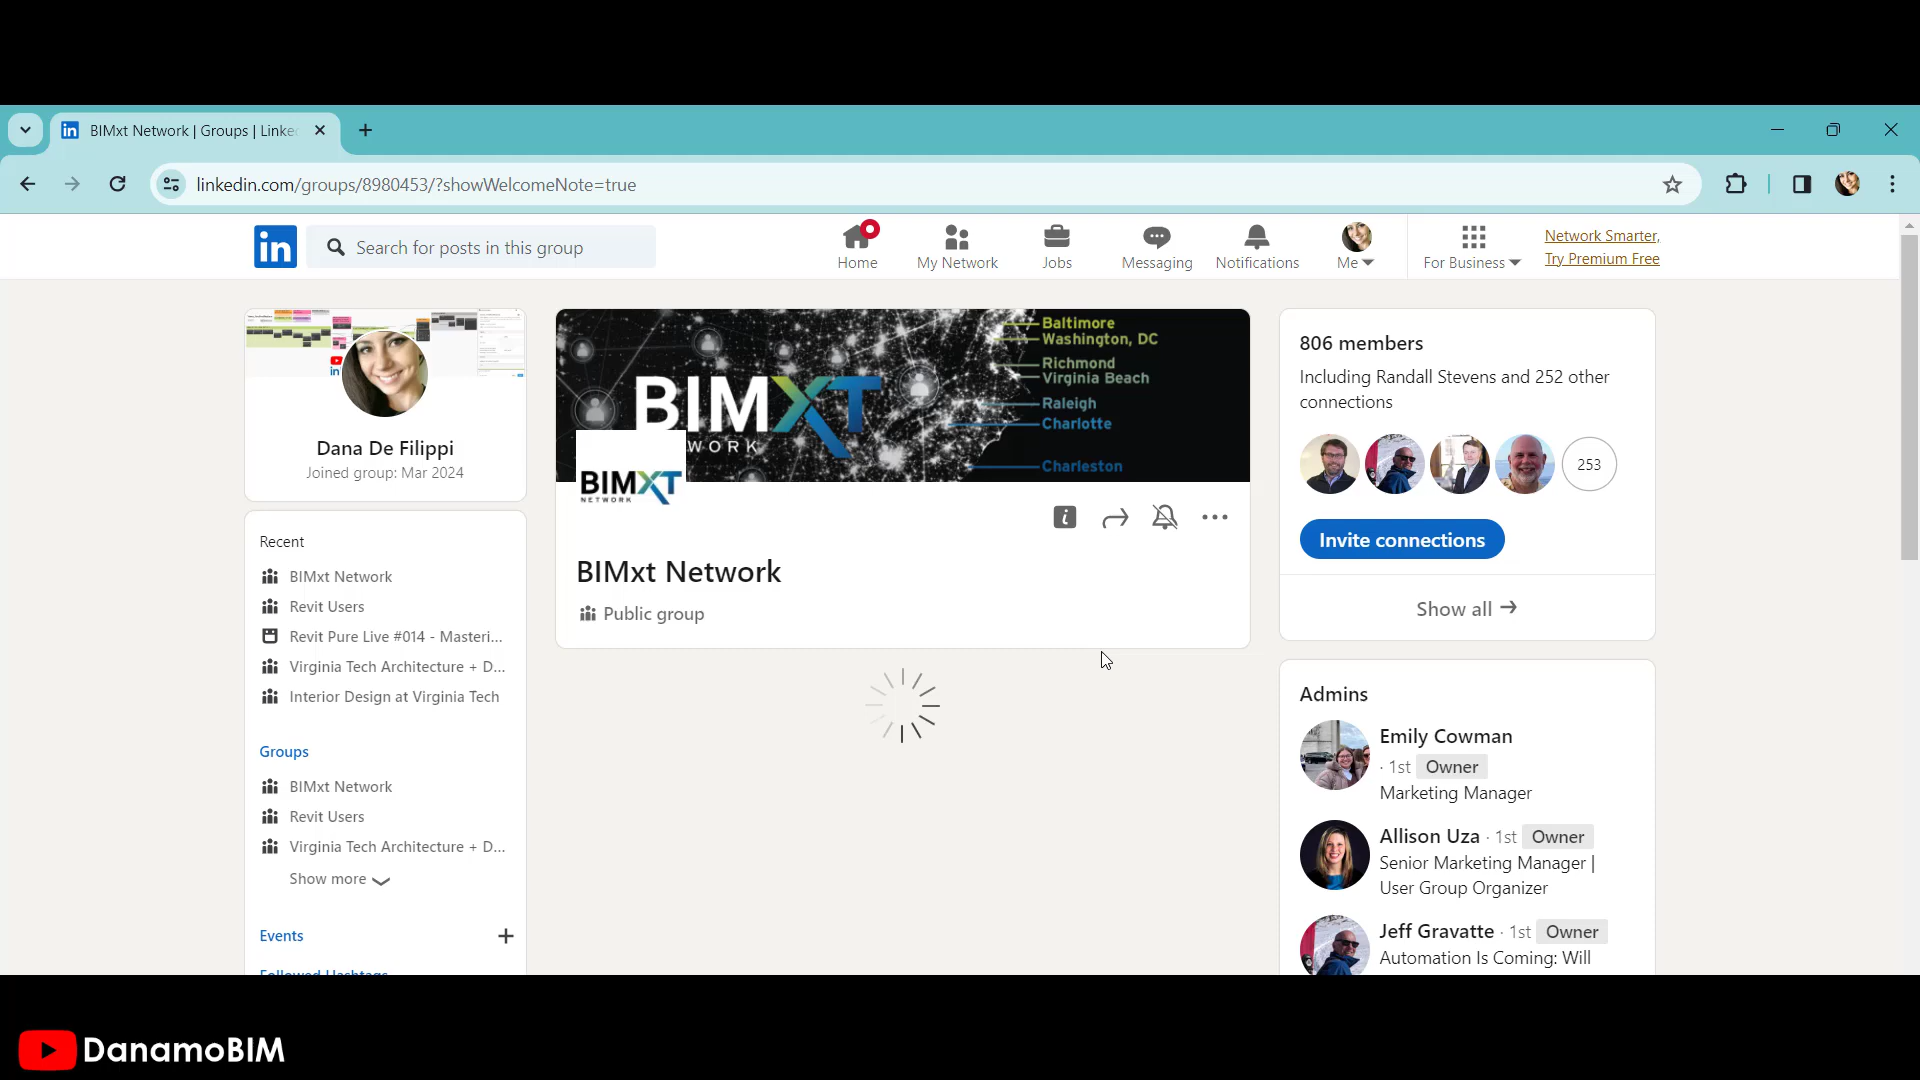 BIMxt Network | Groups | Linke
linkedin.com/groups/8980453/?showWelcomeNote=true
in
Search for posts in this group
Home
My Network
Jobs
Messaging
Notifications
Me
For Business
Network Smarter,
Try Premium Free
Dana De Filippi
Joined group: Mar 2024
Recent
BIMxt Network
Revit Users
Revit Pure Live #014 - Masteri...
Virginia Tech Architecture + D...
Interior Design at Virginia Tech
Groups
BIMxt Network
Revit Users
Virginia Tech Architecture + D...
Show more
Events
Followed Hashtags
BIMXT
WORK
Baltimore
Washington, DC
Richmond
Virginia Beach
Raleigh
Charlotte
Charleston
BIMXT
NETWORK
BIMxt Network
Public group
806 members
Including Randall Stevens and 252 other
connections
253
Invite connections
Show all
Admins
Emily Cowman
· 1st Owner
Marketing Manager
Allison Uza · 1st Owner
Senior Marketing Manager |
User Group Organizer
Jeff Gravatte · 1st Owner
Automation Is Coming: Will
DanamoBIM